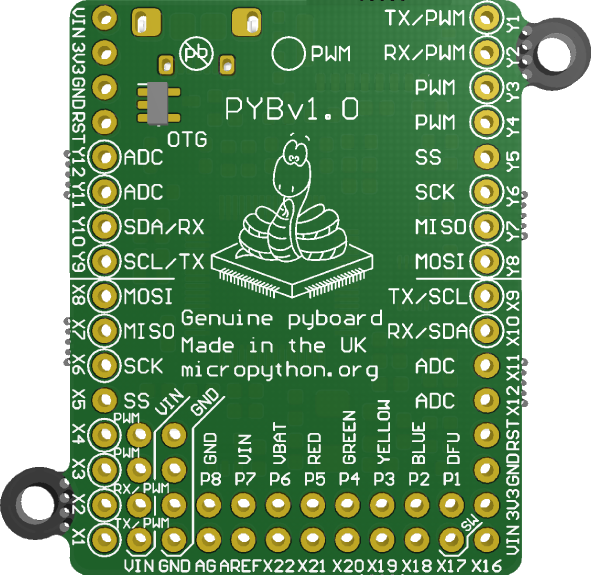 VIN
3V3
GND
RST
Y12
Y11
Y10
Y9
X8
X7
X6
X5
X4
X3
X2
X1
pb
PWM
OTG
PYBv1.0
ADC
ADC
SDA/RX
SCL/TX
MOSI
MISO
SCK
SS
PWM
PWM
RX/PWM
TX/PWM
VIN
GND
Genuine pyboard
Made in the UK
micropython.org
TX/PWM
RX/PWM
PWM
PWM
SS
SCK
MISO
MOSI
TX/SCL
RX/SDA
ADC
ADC
Y1
Y2
Y3
Y4
Y5
Y6
Y7
Y8
X9
X10
X11
X12
RST
GND
3V3
VIN
GND VIN VBAT RED GREEN YELLOW BLUE DFU
P8 P7 P6 P5 P4 P3 P2 P1
SW
VIN GND AG AREF X22 X21 X20 X19 X18 X17 X16